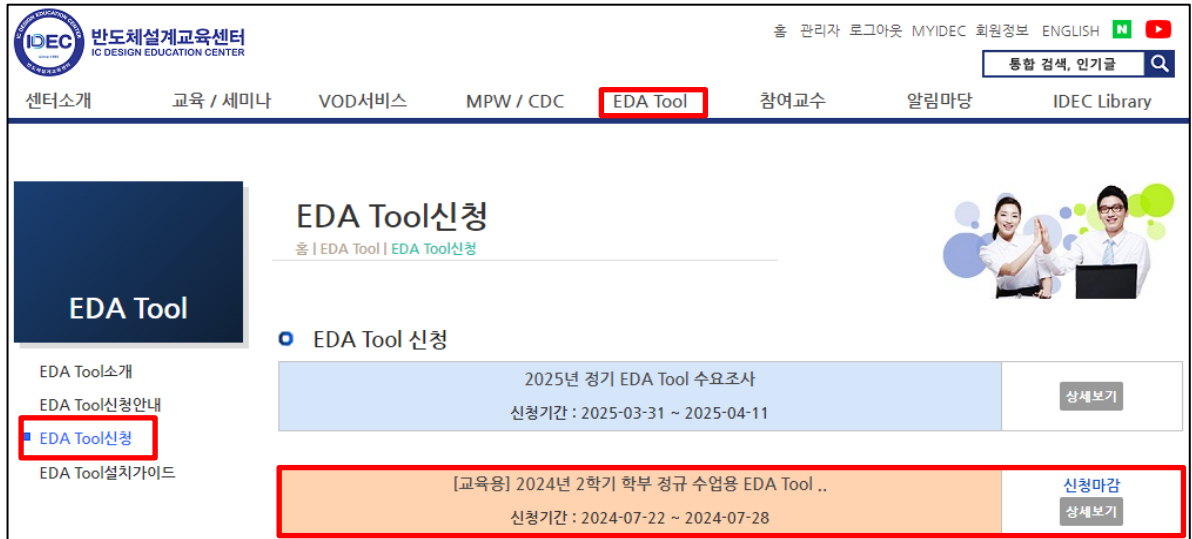 IC DESIGN EDUCATION CENTER
IDEC
반도체설계교육센터
IC DESIGN EDUCATION CENTER
홈 관리자 로그아웃 MYIDEC 회원정보 ENGLISH N
통합 검색, 인기글
센터소개 교육 / 세미나 VOD서비스 MPW / CDC EDA Tool 참여교수 알림마당 IDEC Library
EDA Tool신청
홈 | EDA Tool | EDA Tool신청
EDA Tool
EDA Tool 신청
EDA Tool소개
EDA Tool신청안내
EDA Tool신청
EDA Tool설치가이드
2025년 정기 EDA Tool 수요조사
신청기간 : 2025-03-31 ~ 2025-04-11
상세보기
[교육용] 2024년 2학기 학부 정규 수업용 EDA Tool ..
신청기간 : 2024-07-22 ~ 2024-07-28
신청마감
상세보기